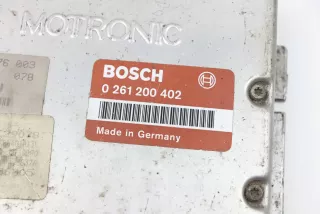 MOTRONIC
BOSCH
0 261 200 402
Made in Germany